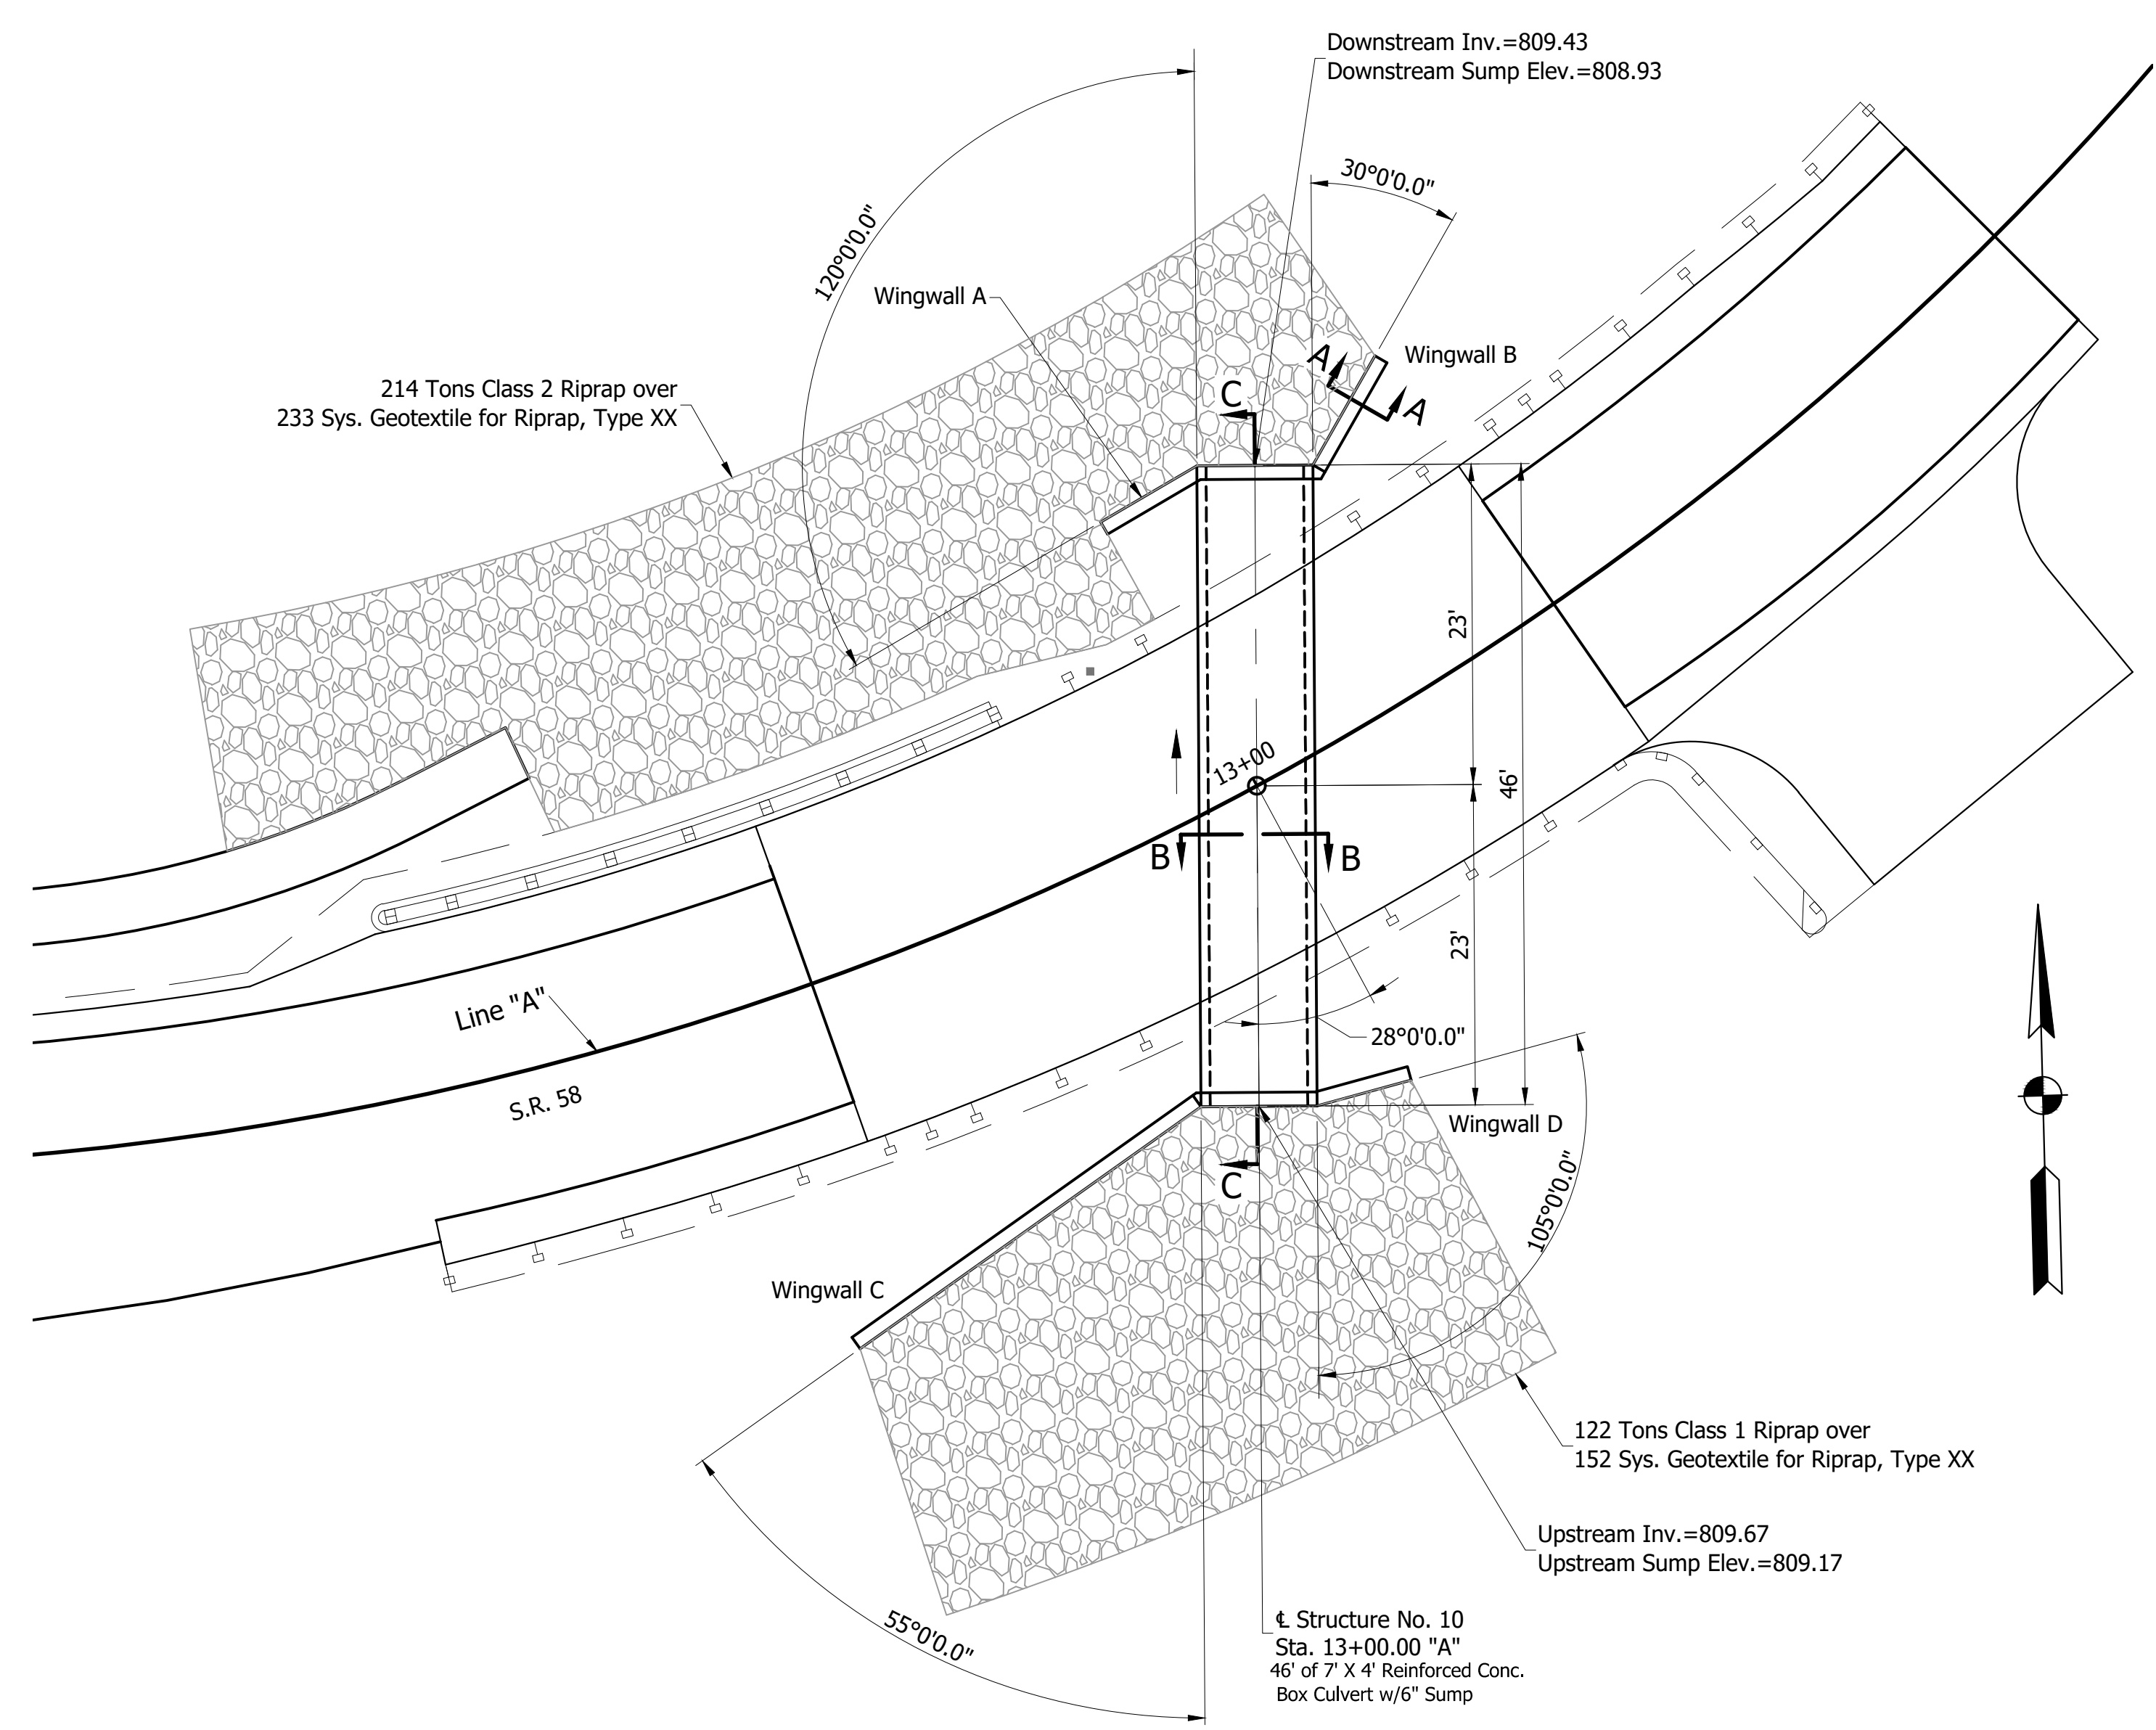 Downstream Inv.=809.43
Downstream Sump Elev.=808.93
30°0'0.0"
120°0'0.0"
Wingwall A
Wingwall B
A
A
C
214 Tons Class 2 Riprap over
233 Sys. Geotextile for Riprap, Type XX
23'
46'
13+00
B
B
23'
Line "A"
28°0'0.0"
S.R. 58
Wingwall D
C
105°0'0.0"
Wingwall C
122 Tons Class 1 Riprap over
152 Sys. Geotextile for Riprap, Type XX
Upstream Inv.=809.67
Upstream Sump Elev.=809.17
55°0'0.0"
℄ Structure No. 10
Sta. 13+00.00 "A"
46' of 7' X 4' Reinforced Conc.
Box Culvert w/6" Sump